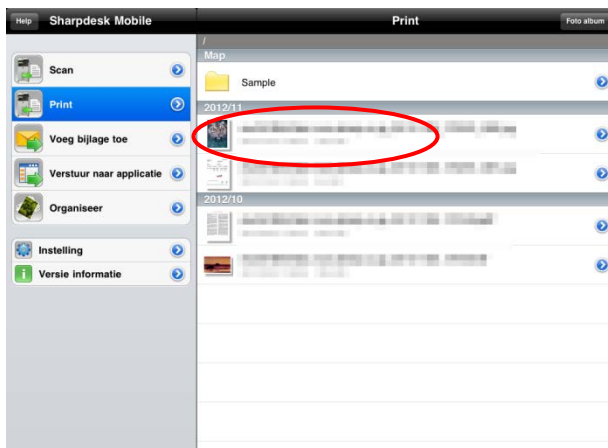 Help Sharpdesk Mobile
Print
Foto album
/
Scan
Print
Voeg bijlage toe
Verstuur naar applicatie
Organiseer
Instelling
Versie informatie
Map
Sample
2012/11
2012/10